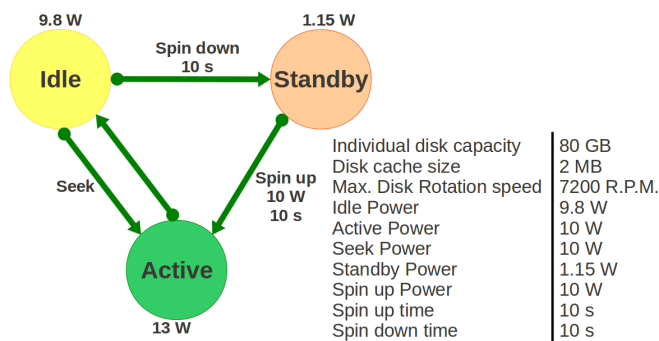 9.8 W
1.15 W
Idle
Spin down
10 s
Standby
Seek
Spin up
10 W
10 s
Active
13 W
Individual disk capacity 80 GB
Disk cache size 2 MB
Max. Disk Rotation speed 7200 R.P.M.
Idle Power 9.8 W
Active Power 10 W
Seek Power 10 W
Standby Power 1.15 W
Spin up Power 10 W
Spin up time 10 s
Spin down time 10 s